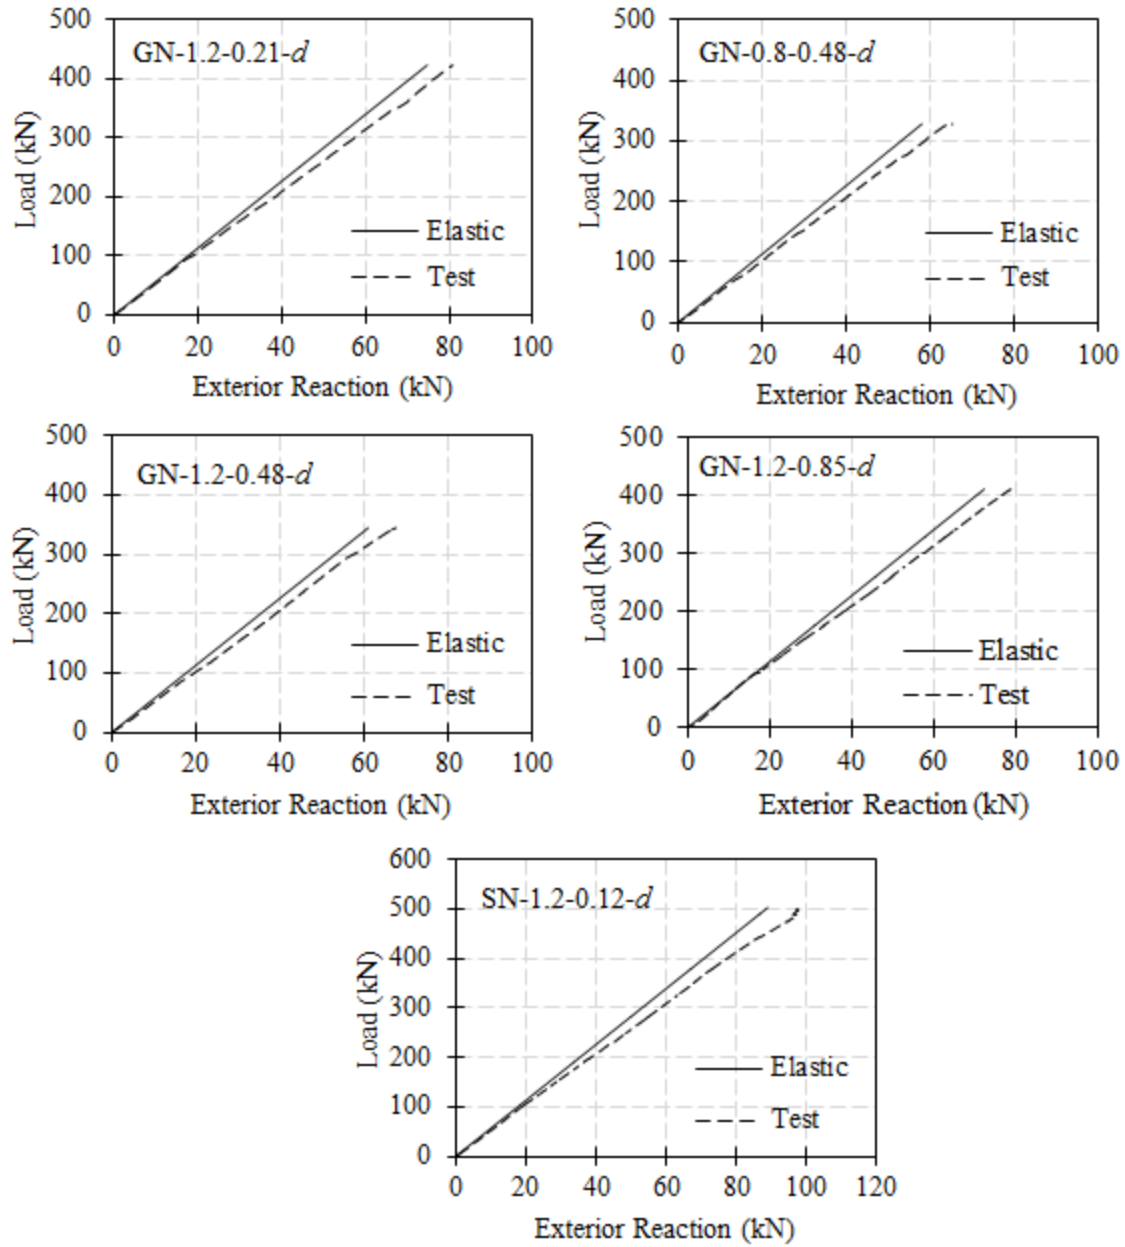 GN-1.2-0.21-d
Load (kN)
500
400
300
200
100
0
Elastic
Test
0 20 40 60 80 100
Exterior Reaction (kN)
GN-0.8-0.48-d
Load (kN)
500
400
300
200
100
0
Elastic
Test
0 20 40 60 80 100
Exterior Reaction (kN)
GN-1.2-0.48-d
Load (kN)
500
400
300
200
100
0
Elastic
Test
0 20 40 60 80 100
Exterior Reaction (kN)
GN-1.2-0.85-d
Load (kN)
500
400
300
200
100
0
Elastic
Test
0 20 40 60 80 100
Exterior Reaction (kN)
SN-1.2-0.12-d
Load (kN)
600
500
400
300
200
100
0
Elastic
Test
0 20 40 60 80 100 120
Exterior Reaction (kN)